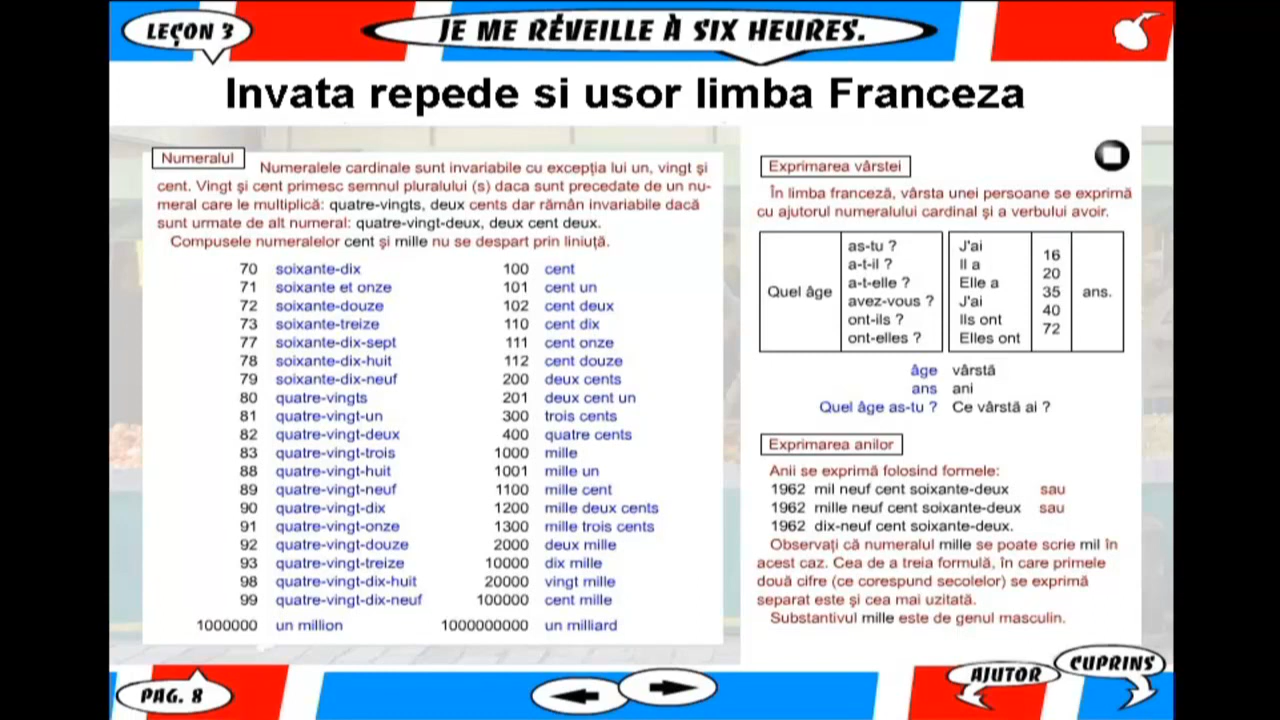 LEÇON 3
JE ME RÉVEILLE À SIX HEURES.
Invata repede si usor limba Franceza
Numeralul
Numeralele cardinale sunt invariabile cu excepția lui un, vingt și
cent. Vingt și cent primesc semnul pluralului (s) daca sunt precedate de un nu-
meral care le multiplică: quatre-vingts, deux cents dar rămân invariabile dacă
sunt urmate de alt numeral: quatre-vingt-deux, deux cent deux.
Compusele numeralelor cent și mille nu se despart prin liniuță.
70 soixante-dix
71 soixante et onze
72 soixante-douze
73 soixante-treize
77 soixante-dix-sept
78 soixante-dix-huit
79 soixante-dix-neuf
80 quatre-vingts
81 quatre-vingt-un
82 quatre-vingt-deux
83 quatre-vingt-trois
88 quatre-vingt-huit
89 quatre-vingt-neuf
90 quatre-vingt-dix
91 quatre-vingt-onze
92 quatre-vingt-douze
93 quatre-vingt-treize
98 quatre-vingt-dix-huit
99 quatre-vingt-dix-neuf
1000000 un million
100 cent
101 cent un
102 cent deux
110 cent dix
111 cent onze
112 cent douze
200 deux cents
201 deux cent un
300 trois cents
400 quatre cents
1000 mille
1001 mille un
1100 mille cent
1200 mille deux cents
1300 mille trois cents
2000 deux mille
10000 dix mille
20000 vingt mille
100000 cent mille
1000000000 un milliard
Exprimarea vârstei
În limba franceză, vârsta unei persoane se exprimă
cu ajutorul numeralului cardinal și a verbului avoir.
Quel âge
as-tu ?
a-t-il ?
a-t-elle ?
avez-vous ?
ont-ils ?
ont-elles ?
J'ai
Il a
Elle a
J'ai
Ils ont
Elles ont
16
20
35
40
72
ans.
âge vârstă
ans ani
Quel âge as-tu ? Ce vârstă ai ?
Exprimarea anilor
Anii se exprimă folosind formele:
1962 mil neuf cent soixante-deux sau
1962 mille neuf cent soixante-deux sau
1962 dix-neuf cent soixante-deux.
Observați că numeralul mille se poate scrie mil în
acest caz. Cea de a treia formulă, în care primele
două cifre (ce corespund secolelor) se exprimă
separat este și cea mai uzitată.
Substantivul mille este de genul masculin.
PAG. 8
AJUTOR
CUPRINS